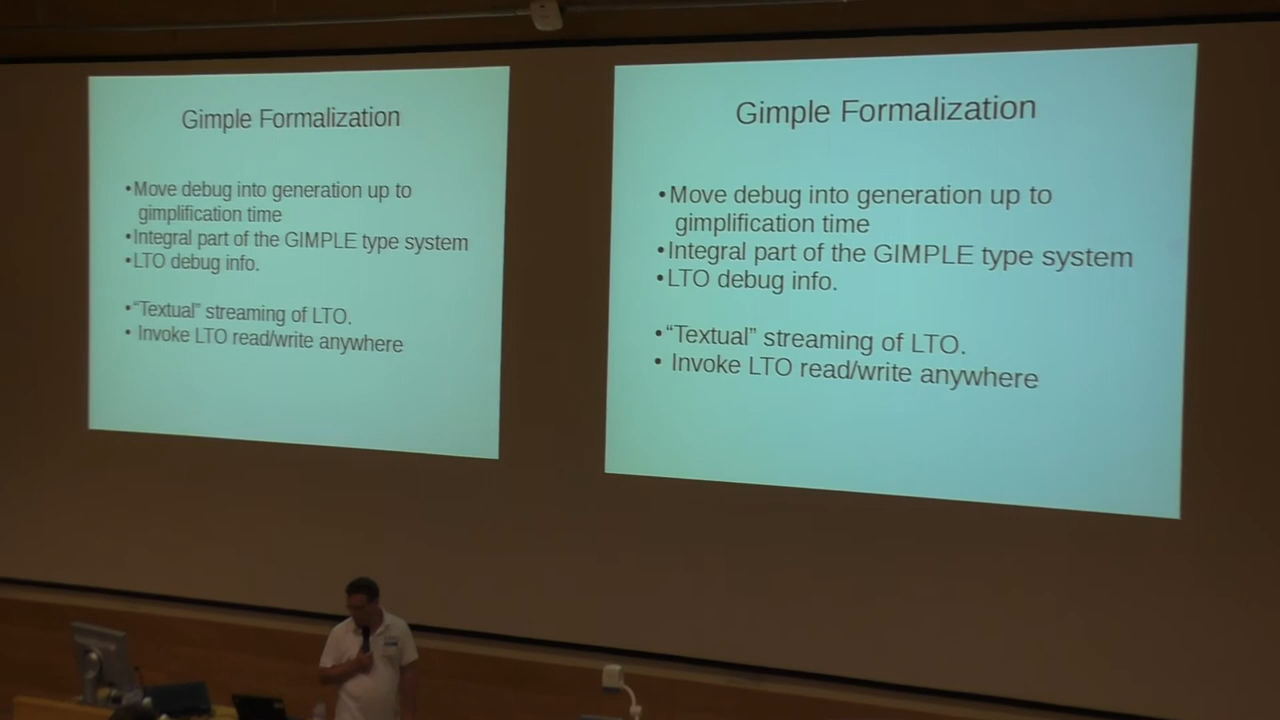 Gimple Formalization
•Move debug into generation up to
gimplification time
•Integral part of the GIMPLE type system
•LTO debug info.
•“Textual” streaming of LTO.
• Invoke LTO read/write anywhere
Gimple Formalization
•Move debug into generation up to
gimplification time
•Integral part of the GIMPLE type system
•LTO debug info.
•“Textual” streaming of LTO.
• Invoke LTO read/write anywhere